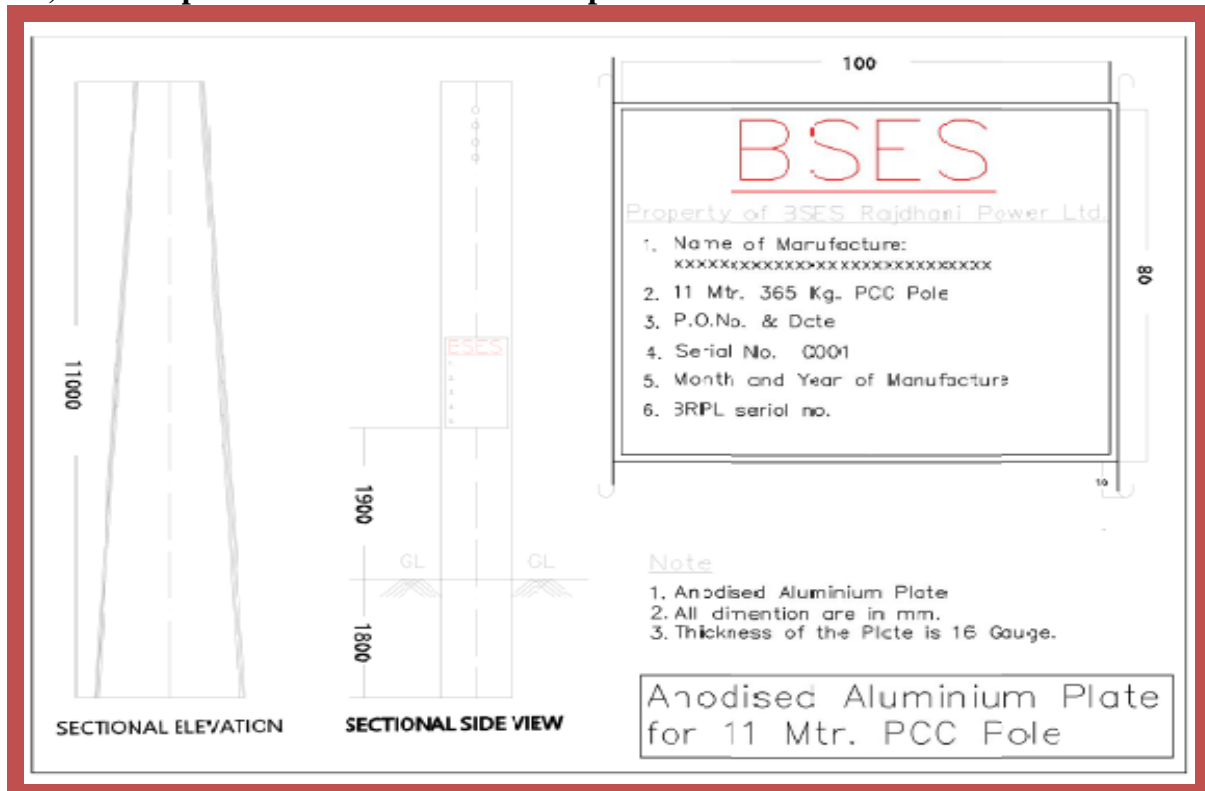 11000
SECTIONAL ELEVATION
BSES
1900
GL GL
1800
SECTIONAL SIDE VIEW
100
BSES
Property of BSES Rajdhani Power Ltd.
1. Name of Manufacture:
xxxxxxxxxxxxxxxxxxxxxxxxxxxxxx
2. 11 Mtr. 365 Kg. PCC Pole
3. P.O.No. & Date
4. Serial No. 0001
5. Month and Year of Manufacture
6. BRPL serial no.
80
10
Note
1. Anodised Aluminium Plate
2. All dimention are in mm.
3. Thickness of the Plate is 16 Gauge.
Anodised Aluminium Plate
for 11 Mtr. PCC Pole